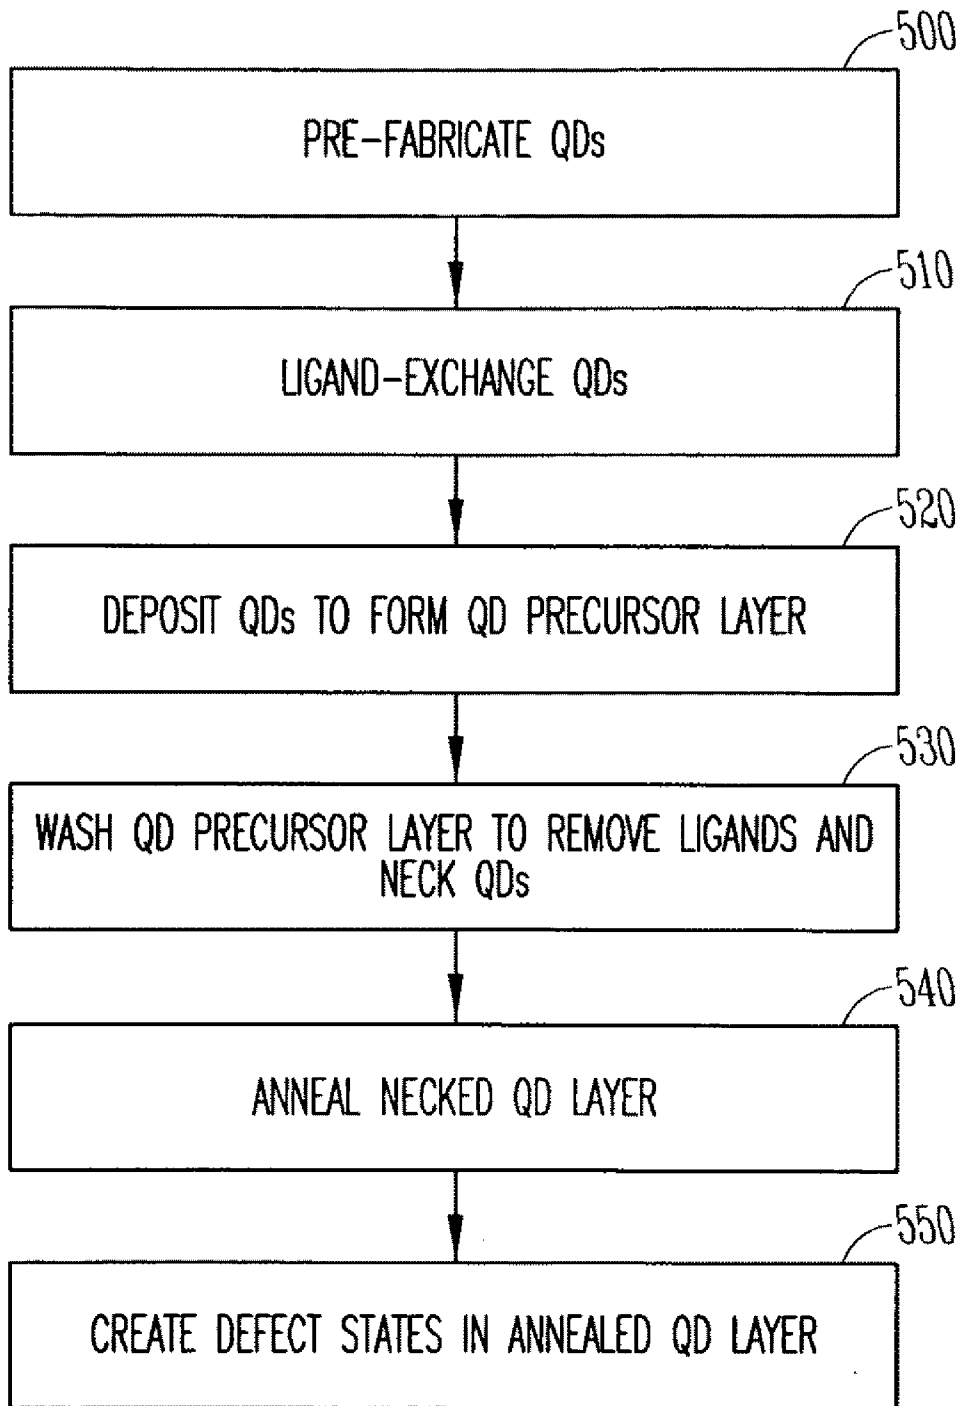 500
PRE-FABRICATE QDs
510
LIGAND-EXCHANGE QDs
520
DEPOSIT QDs TO FORM QD PRECURSOR LAYER
530
WASH QD PRECURSOR LAYER TO REMOVE LIGANDS AND
NECK QDs
540
ANNEAL NECKED QD LAYER
550
CREATE DEFECT STATES IN ANNEALED QD LAYER